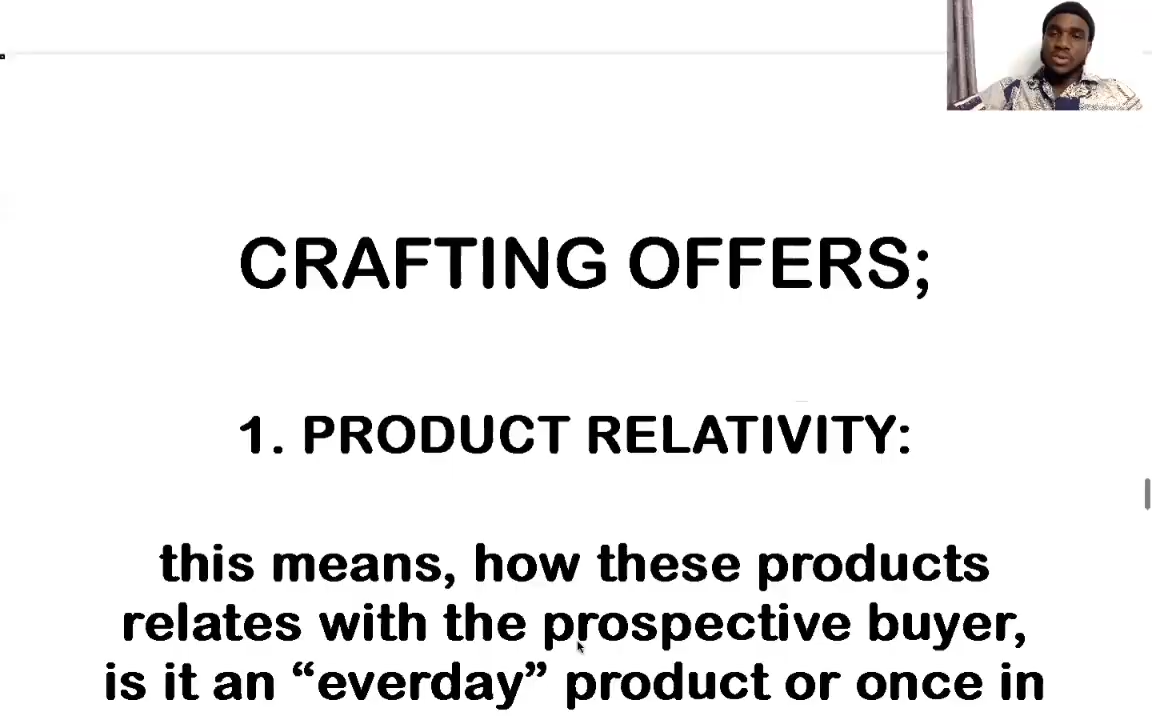 CRAFTING OFFERS;
1. PRODUCT RELATIVITY:
this means, how these products
relates with the prospective buyer,
is it an “everday” product or once in